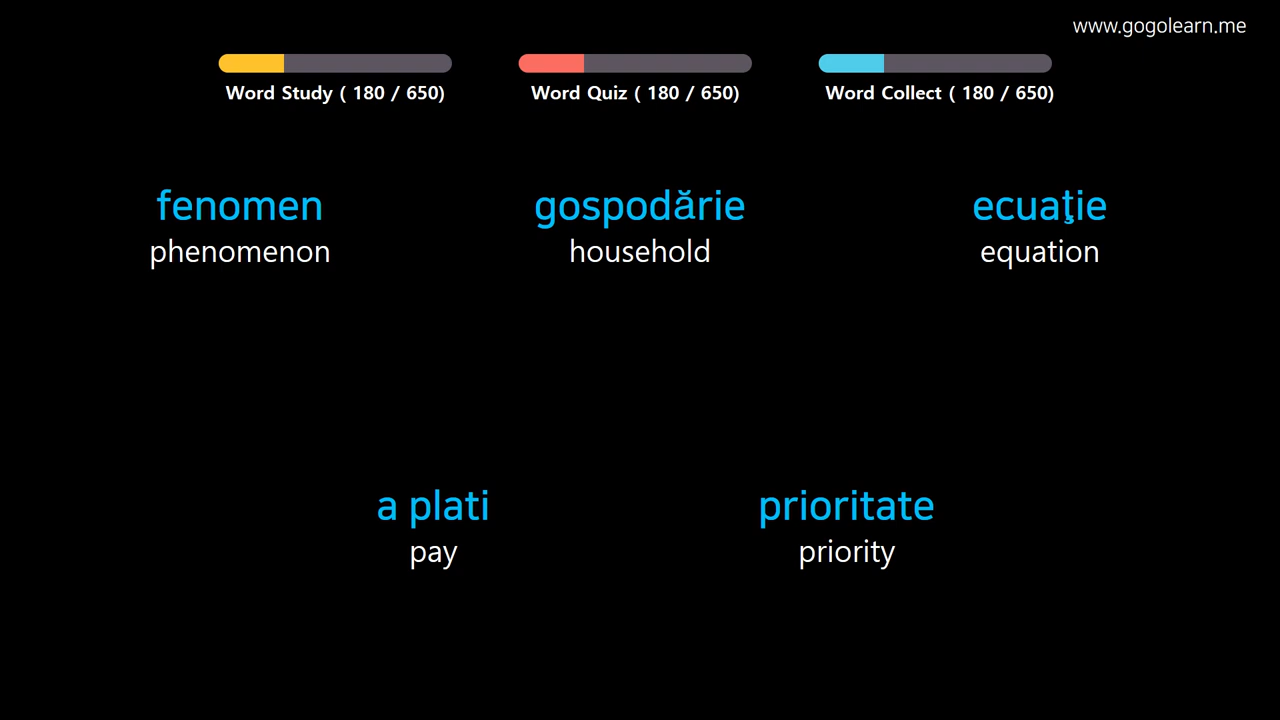 www.gogolearn.me
Word Study ( 180 / 650)
Word Quiz ( 180 / 650)
Word Collect ( 180 / 650)
fenomen
phenomenon
gospodărie
household
ecuaţie
equation
a plati
pay
prioritate
priority